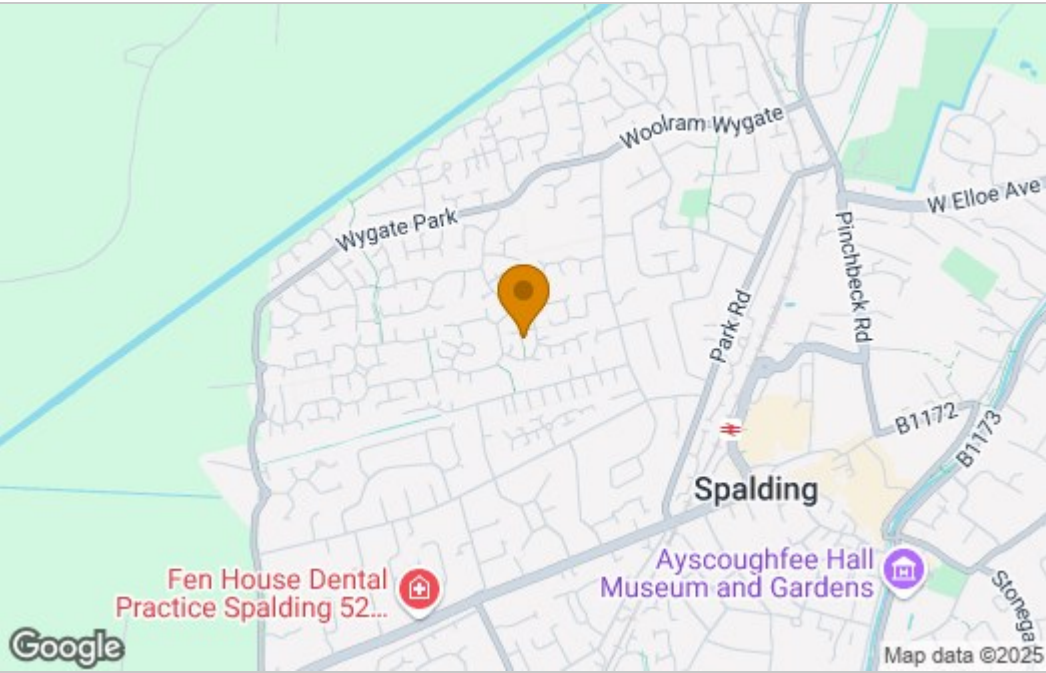 Woolram Wygate
W Elloe Ave
Wygate Park
Pinchbeck Rd
Park Rd
B1172
B1173
Spalding
Ayscoughfee Hall
Museum and Gardens
Fen House Dental
Practice Spalding 52...
Stonega
Google
Map data ©2025